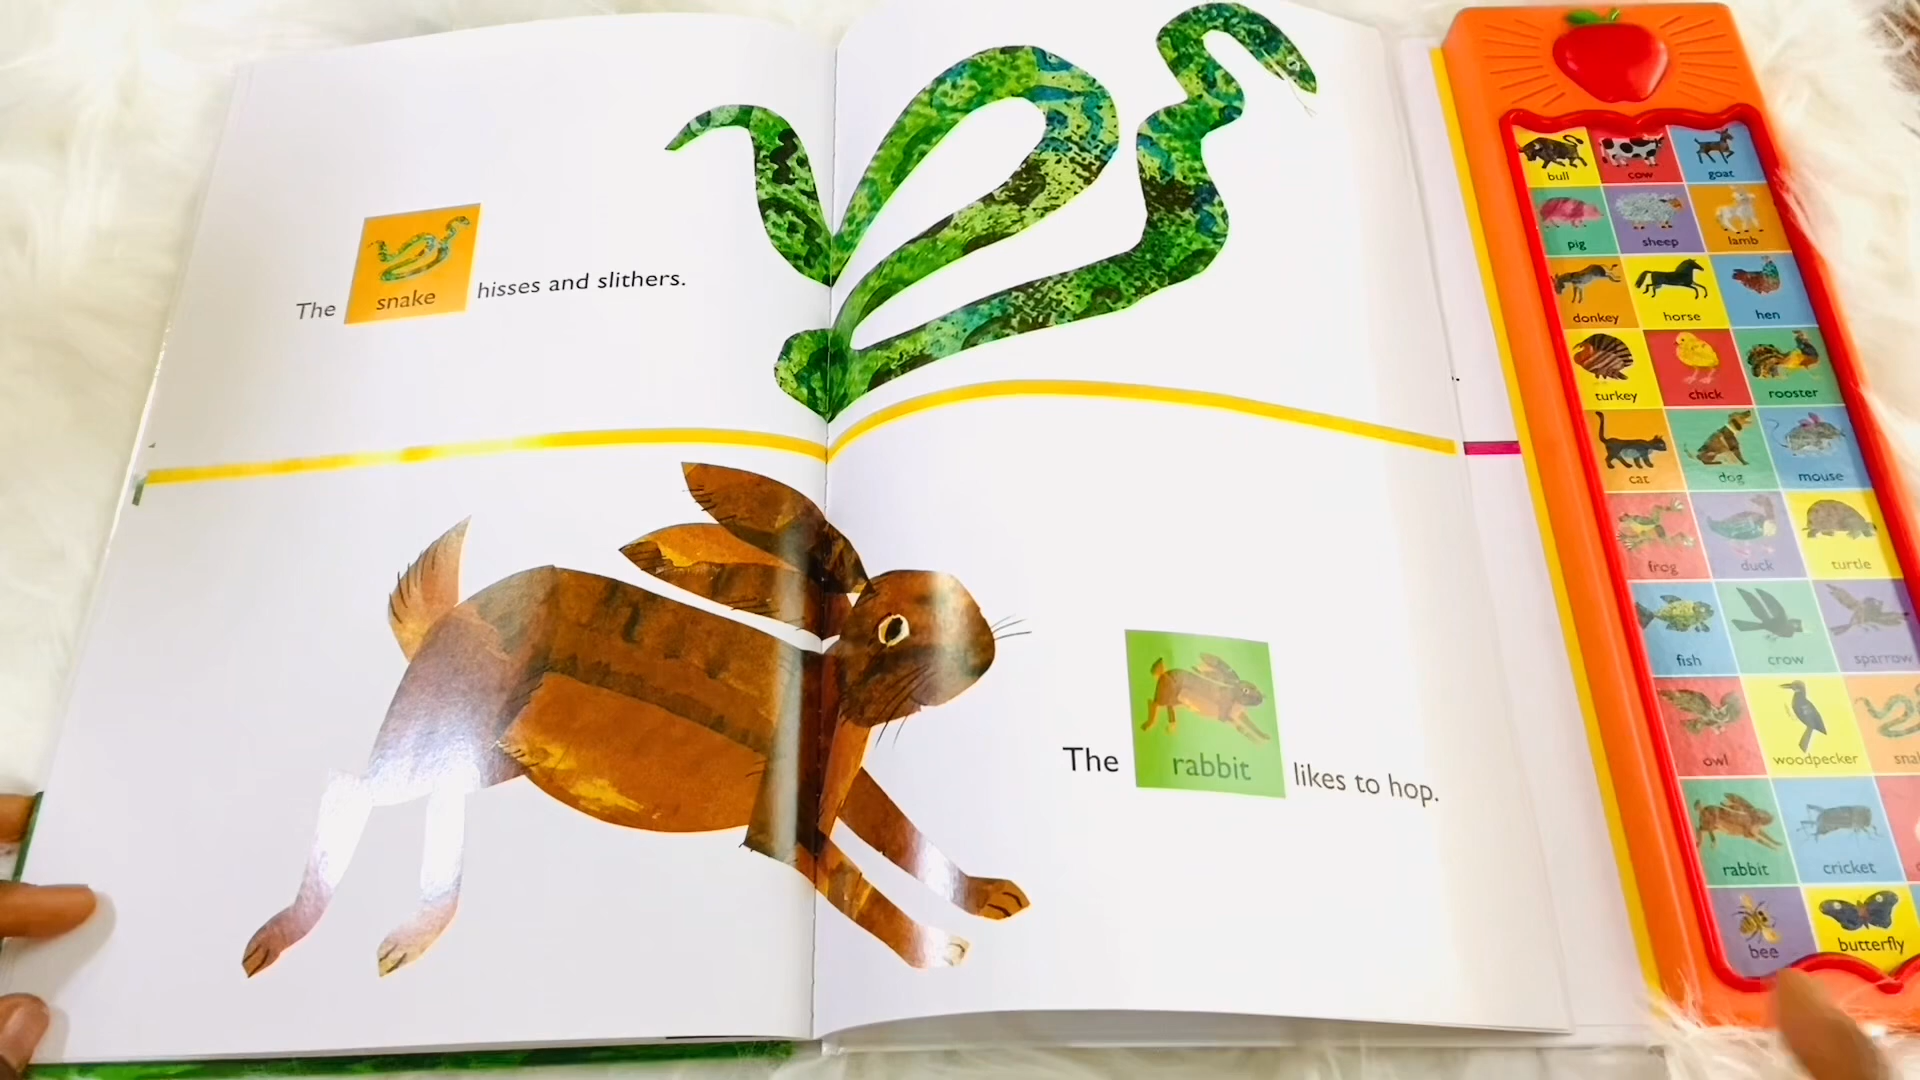 The snake hisses and slithers.
The rabbit likes to hop.
bull cow goat
pig sheep lamb
donkey horse hen
turkey chick rooster
cat dog mouse
frog duck turtle
fish crow sparrow
owl woodpecker
rabbit cricket
bee butterfly